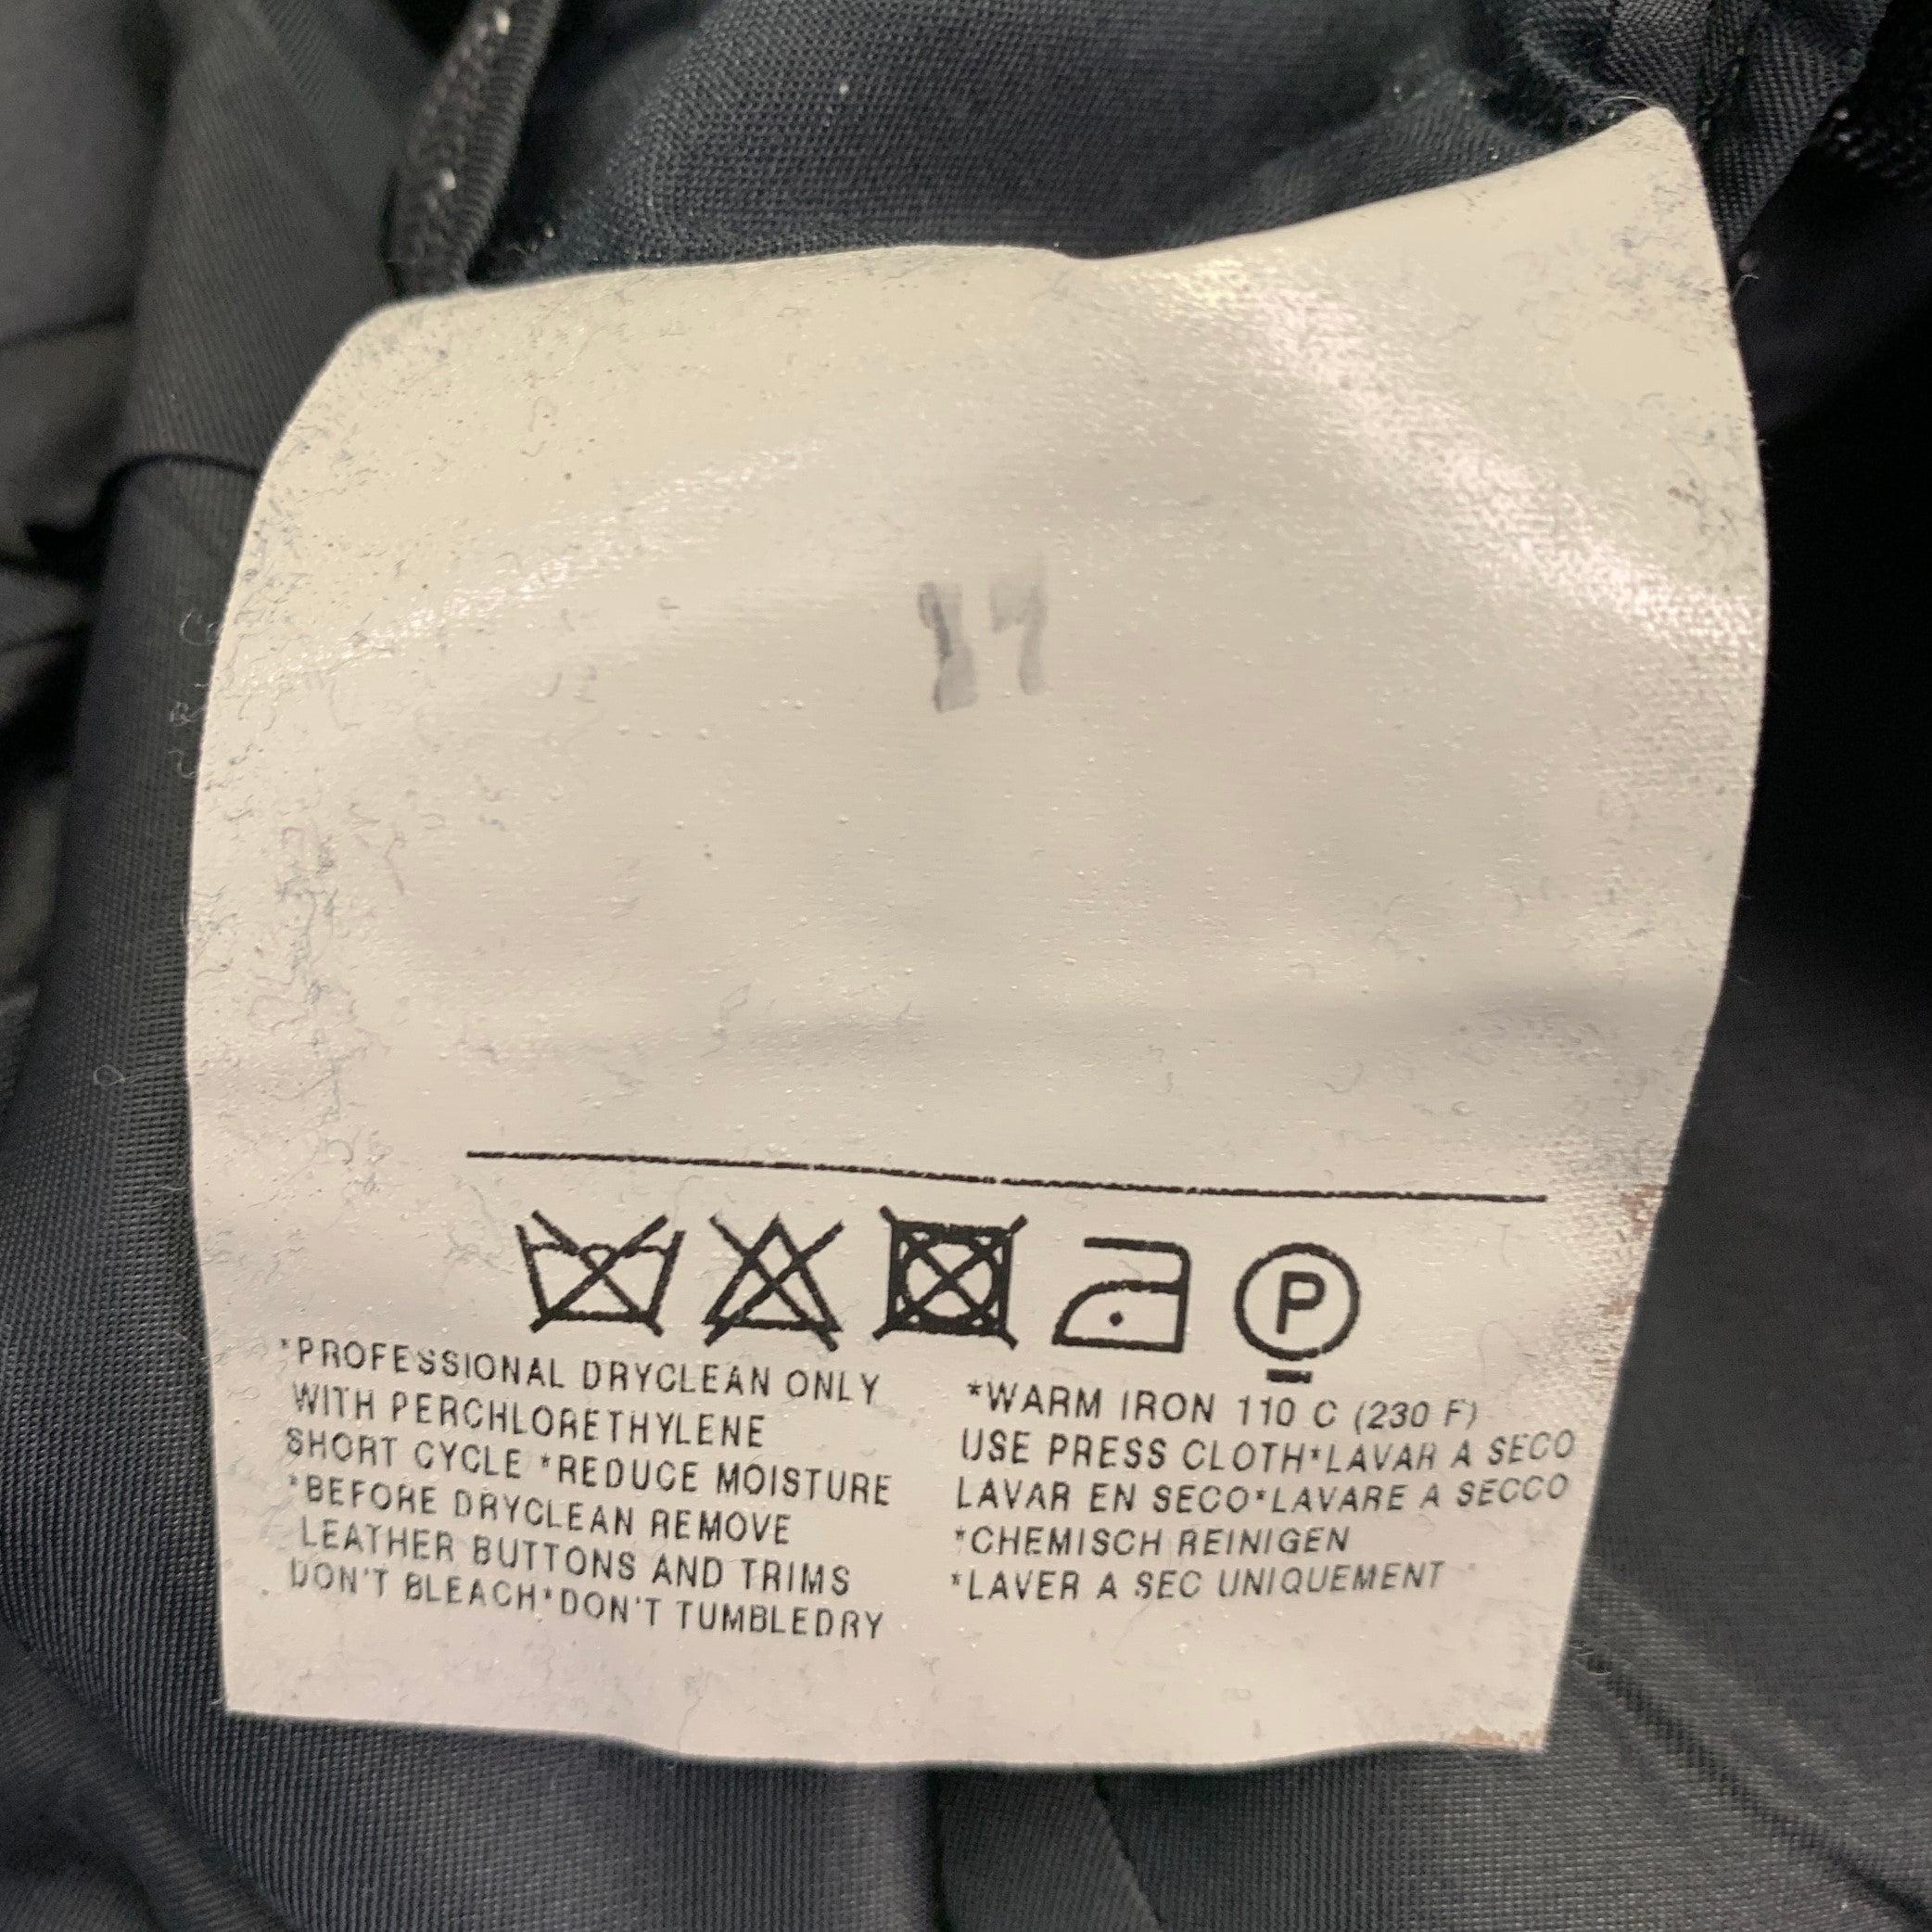 P
*PROFESSIONAL DRYCLEAN ONLY
WITH PERCHLORETHYLENE
SHORT CYCLE *REDUCE MOISTURE
*BEFORE DRYCLEAN REMOVE
LEATHER BUTTONS AND TRIMS
DON'T BLEACH*DON'T TUMBLEDRY
*WARM IRON 110 C (230 F)
USE PRESS CLOTH*LAVAR A SECO
LAVAR EN SECO*LAVARE A SECCO
*CHEMISCH REINIGEN
*LAVER A SEC UNIQUEMENT